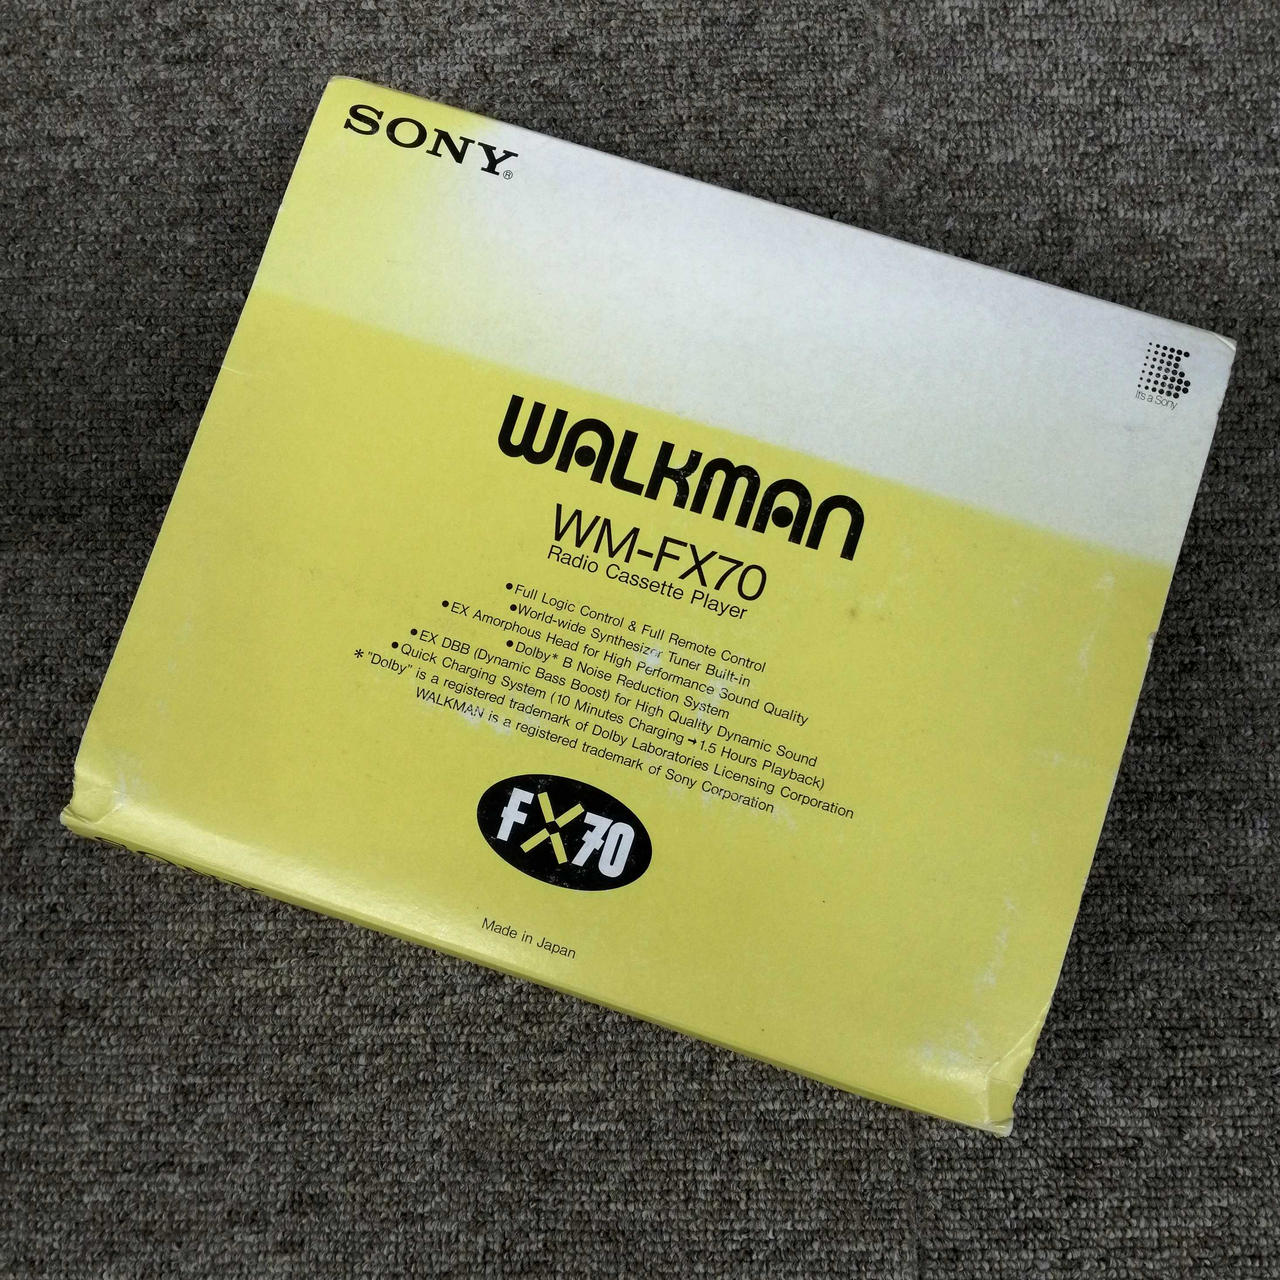 SONY®
It's a Sony
WALKMAN
WM-FX70
Radio Cassette Player
●Full Logic Control & Full Remote Control
●World-wide Synthesizer Tuner Built-in
●EX Amorphous Head for High Performance Sound Quality
●Dolby* B Noise Reduction System
●EX DBB (Dynamic Bass Boost) for High Quality Dynamic Sound
●Quick Charging System (10 Minutes Charging→1.5 Hours Playback)
*"Dolby" is a registered trademark of Dolby Laboratories Licensing Corporation
WALKMAN is a registered trademark of Sony Corporation
FX70
Made in Japan